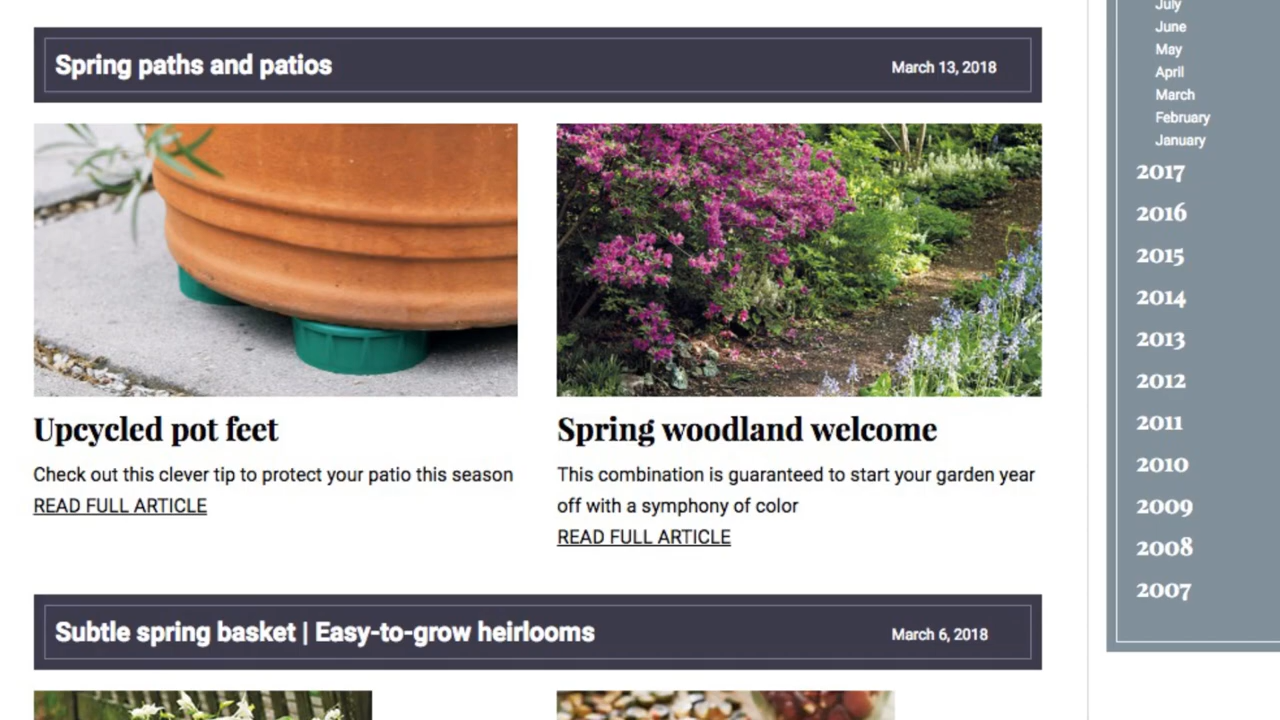 Spring paths and patios
March 13, 2018
Upcycled pot feet
Check out this clever tip to protect your patio this season
READ FULL ARTICLE
Spring woodland welcome
This combination is guaranteed to start your garden year
off with a symphony of color
READ FULL ARTICLE
Subtle spring basket | Easy-to-grow heirlooms
March 6, 2018
July
June
May
April
March
February
January
2017
2016
2015
2014
2013
2012
2011
2010
2009
2008
2007